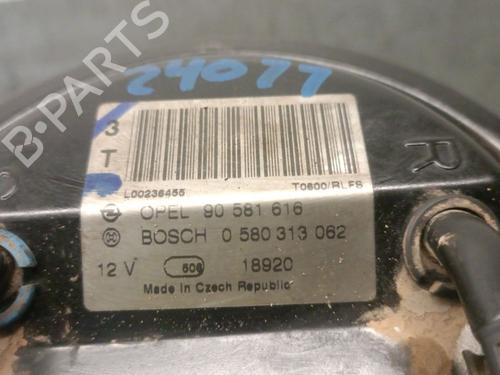 B-PARTS
24077
3
T
L00236455 T0600/RLFS
OPEL 90 581 616
BOSCH 0 580 313 062
12 V 506 18920
Made in Czech Republic
R